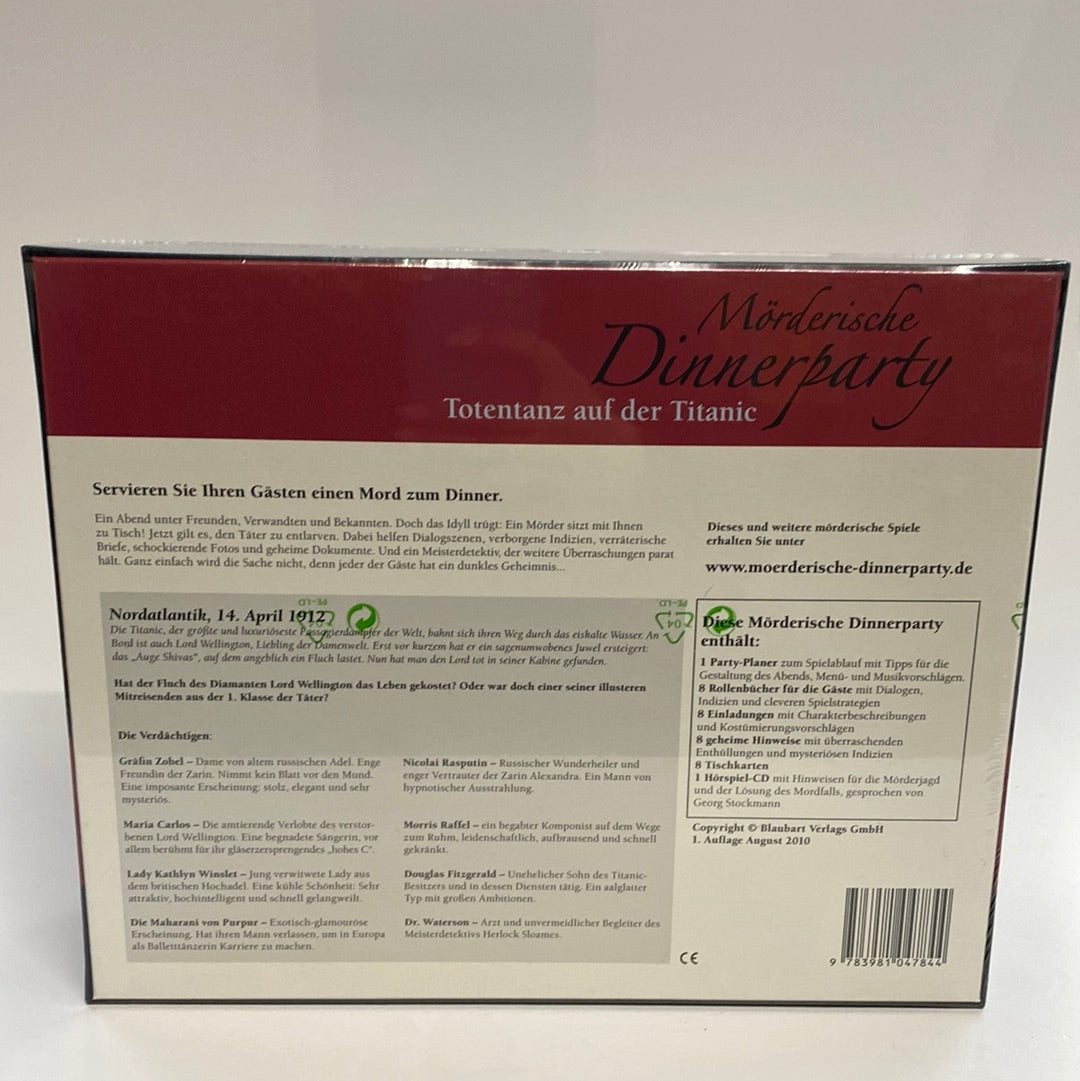 Mörderische
Dinnerparty
Totentanz auf der Titanic
Servieren Sie Ihren Gästen einen Mord zum Dinner.
Ein Abend unter Freunden, Verwandten und Bekannten. Doch das Idyll trügt: Ein Mörder sitzt mit Ihnen
zu Tisch! Jetzt gilt es, den Täter zu entlarven. Dabei helfen Dialogszenen, verborgene Indizien, verräterische
Briefe, schockierende Fotos und geheime Dokumente. Und ein Meisterdetektiv, der weitere Überraschungen parat
hält. Ganz einfach wird die Sache nicht, denn jeder der Gäste hat ein dunkles Geheimnis...
Dieses und weitere mörderische Spiele
erhalten Sie unter
www.moerderische-dinnerparty.de
Nordatlantik, 14. April 1912
Die Titanic, der größte und luxuriöseste Passagierdampfer der Welt, bahnt sich ihren Weg durch das eiskalte Wasser. An
Bord ist auch Lord Wellington, Liebling der Damenwelt. Erst vor kurzem hat er ein sagenumwobenes Juwel ersteigert:
das „Auge Shivas", auf dem angeblich ein Fluch lastet. Nun hat man den Lord tot in seiner Kabine gefunden.
Hat der Fluch des Diamanten Lord Wellington das Leben gekostet? Oder war doch einer seiner illusteren
Mitreisenden aus der 1. Klasse der Täter?
Die Verdächtigen:
Gräfin Zobel – Dame von altem russischen Adel. Enge
Freundin der Zarin. Nimmt kein Blatt vor den Mund.
Eine imposante Erscheinung: stolz, elegant und sehr
mysteriös.
Maria Carlos – Die amtierende Verlobte des verstor-
benen Lord Wellington. Eine begnadete Sängerin, vor
allem berühmt für ihr gläserzersprengendes „hohes C".
Lady Kathlyn Winslet – Jung verwitwete Lady aus
dem britischen Hochadel. Eine kühle Schönheit: Sehr
attraktiv, hochintelligent und schnell gelangweilt.
Die Maharani von Purpur – Exotisch-glamouröse
Erscheinung. Hat ihren Mann verlassen, um in Europa
als Balletttänzerin Karriere zu machen.
Nicolai Rasputin – Russischer Wunderheiler und
enger Vertrauter der Zarin Alexandra. Ein Mann von
hypnotischer Ausstrahlung.
Morris Raffel – ein begabter Komponist auf dem Wege
zum Ruhm, leidenschaftlich, aufbrausend und schnell
gekränkt.
Douglas Fitzgerald – Unehelicher Sohn des Titanic-
Besitzers und in dessen Diensten tätig. Ein aalglatter
Typ mit großen Ambitionen.
Dr. Waterson – Arzt und unvermeidlicher Begleiter des
Meisterdetektivs Herlock Sloames.
PE-LD
04
PE-LD
04
Diese Mörderische Dinnerparty
enthält:
1 Party-Planer zum Spielablauf mit Tipps für die
Gestaltung des Abends, Menü- und Musikvorschlägen.
8 Rollenbücher für die Gäste mit Dialogen,
Indizien und cleveren Spielstrategien
8 Einladungen mit Charakterbeschreibungen
und Kostümierungsvorschlägen
8 geheime Hinweise mit überraschenden
Enthüllungen und mysteriösen Indizien
8 Tischkarten
1 Hörspiel-CD mit Hinweisen für die Mörderjagd
und der Lösung des Mordfalls, gesprochen von
Georg Stockmann
Copyright © Blaubart Verlags GmbH
1. Auflage August 2010
CE
9 783981 047844